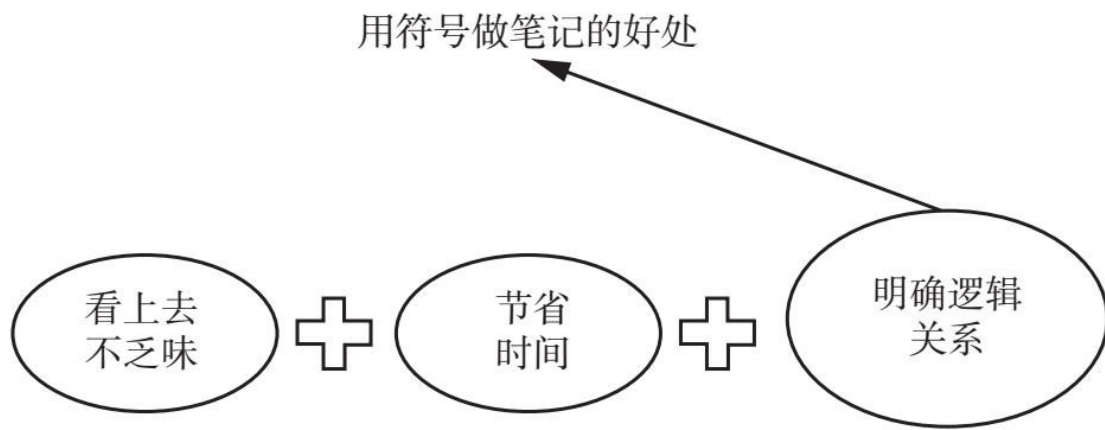 用符号做笔记的好处
看上去
不乏味
节省
时间
明确逻辑
关系